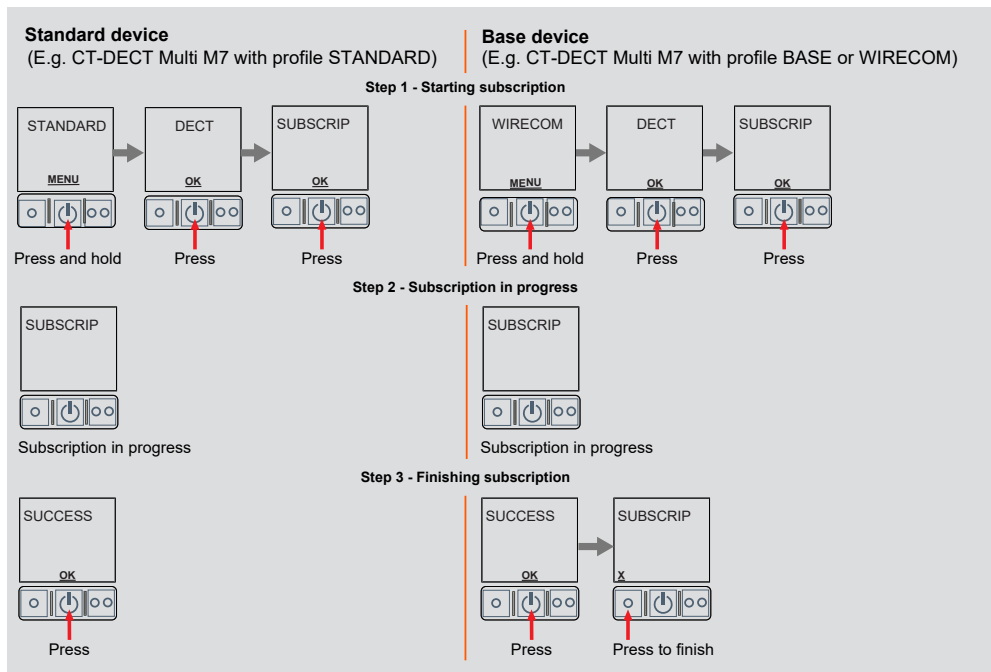 Standard device
(E.g. CT-DECT Multi M7 with profile STANDARD)
Base device
(E.g. CT-DECT Multi M7 with profile BASE or WIRECOM)
Step 1 - Starting subscription
STANDARD
MENU
Press and hold
DECT
OK
Press
SUBSCRIP
OK
Press
WIRECOM
MENU
Press and hold
DECT
OK
Press
SUBSCRIP
OK
Press
Step 2 - Subscription in progress
SUBSCRIP
Subscription in progress
SUBSCRIP
Subscription in progress
Step 3 - Finishing subscription
SUCCESS
OK
Press
SUCCESS
OK
Press
SUBSCRIP
X
Press to finish